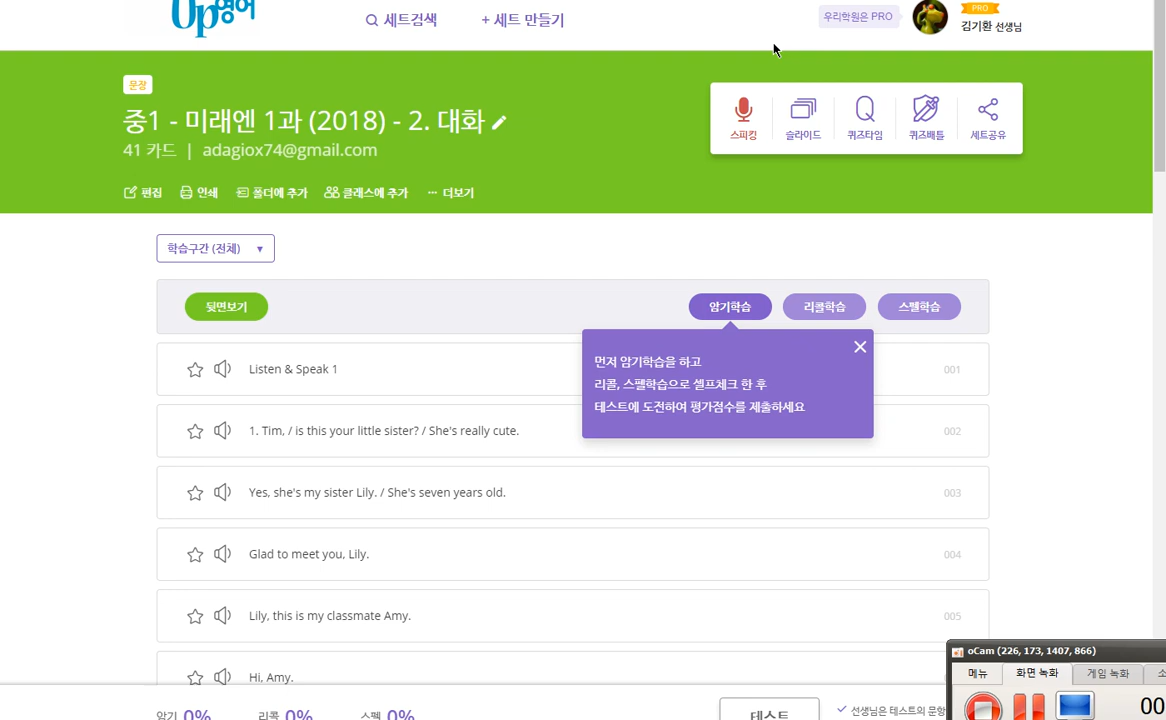 Up영어
세트검색
+ 세트 만들기
우리학원은 PRO
PRO
김기환 선생님
문장
중1 - 미래엔 1과 (2018) - 2. 대화
41 카드 | adagiox74@gmail.com
편집
인쇄
폴더에 추가
클래스에 추가
더보기
스피킹
슬라이드
퀴즈타임
퀴즈배틀
세트공유
학습구간 (전체)
뒷면보기
암기학습
리콜학습
스펠학습
먼저 암기학습을 하고
리콜, 스펠학습으로 셀프체크 한 후
테스트에 도전하여 평가점수를 제출하세요
Listen & Speak 1
001
1. Tim, / is this your little sister? / She's really cute.
002
Yes, she's my sister Lily. / She's seven years old.
003
Glad to meet you, Lily.
004
Lily, this is my classmate Amy.
005
Hi, Amy.
암기 0%
리콜 0%
스펠 0%
테스트
선생님은 테스트의 문항
oCam (226, 173, 1407, 866)
메뉴
화면 녹화
게임 녹화
소
00